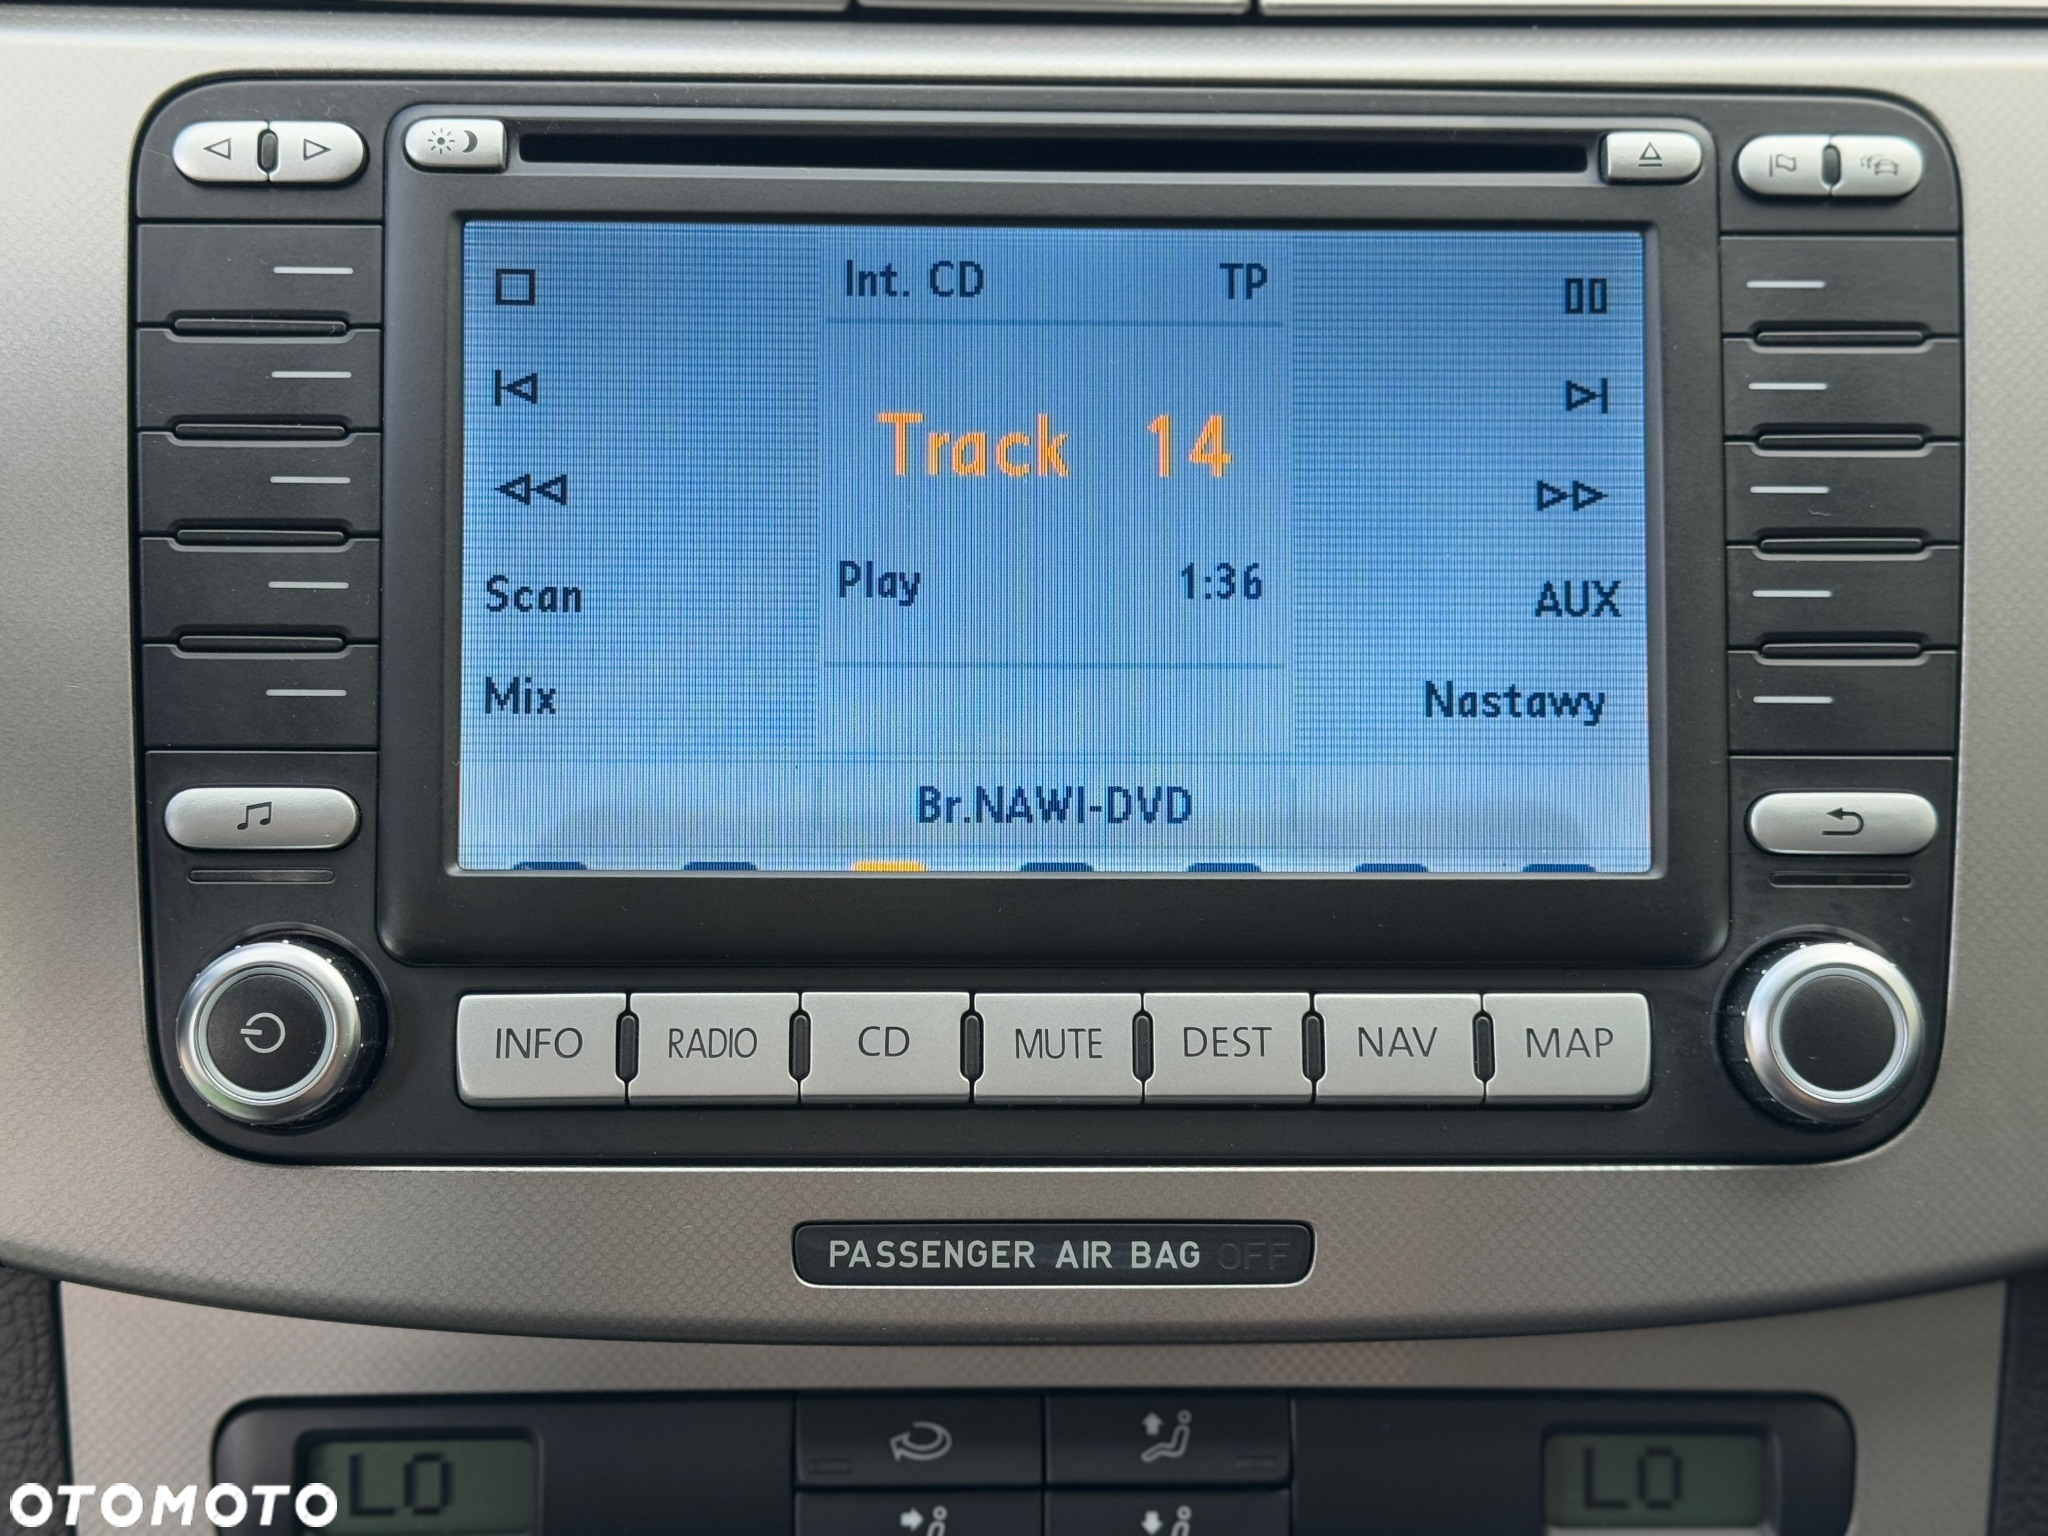 Int. CD TP
Track 14
Play 1:36
Scan AUX
Mix Nastawy
Br.NAWI-DVD
INFO RADIO CD MUTE DEST NAV MAP
PASSENGER AIR BAG OFF
LO LO
OTOMOTO